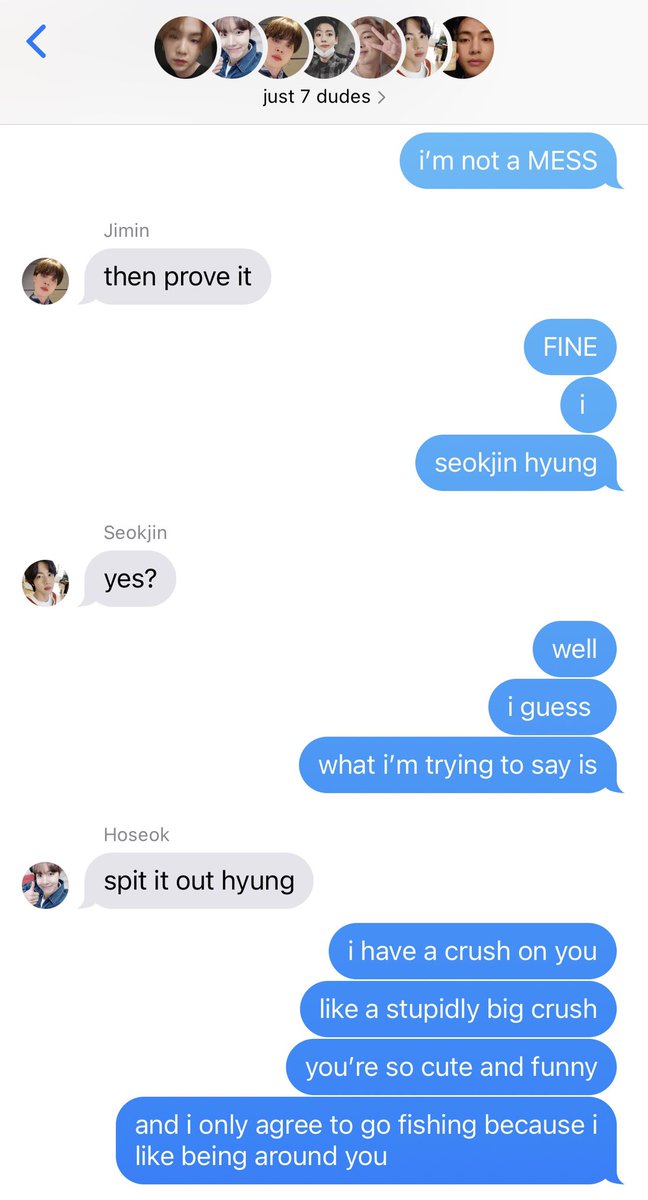 just 7 dudes
i’m not a MESS
Jimin
then prove it
FINE
i
seokjin hyung
Seokjin
yes?
well
i guess
what i’m trying to say is
Hoseok
spit it out hyung
i have a crush on you
like a stupidly big crush
you’re so cute and funny
and i only agree to go fishing because i
like being around you